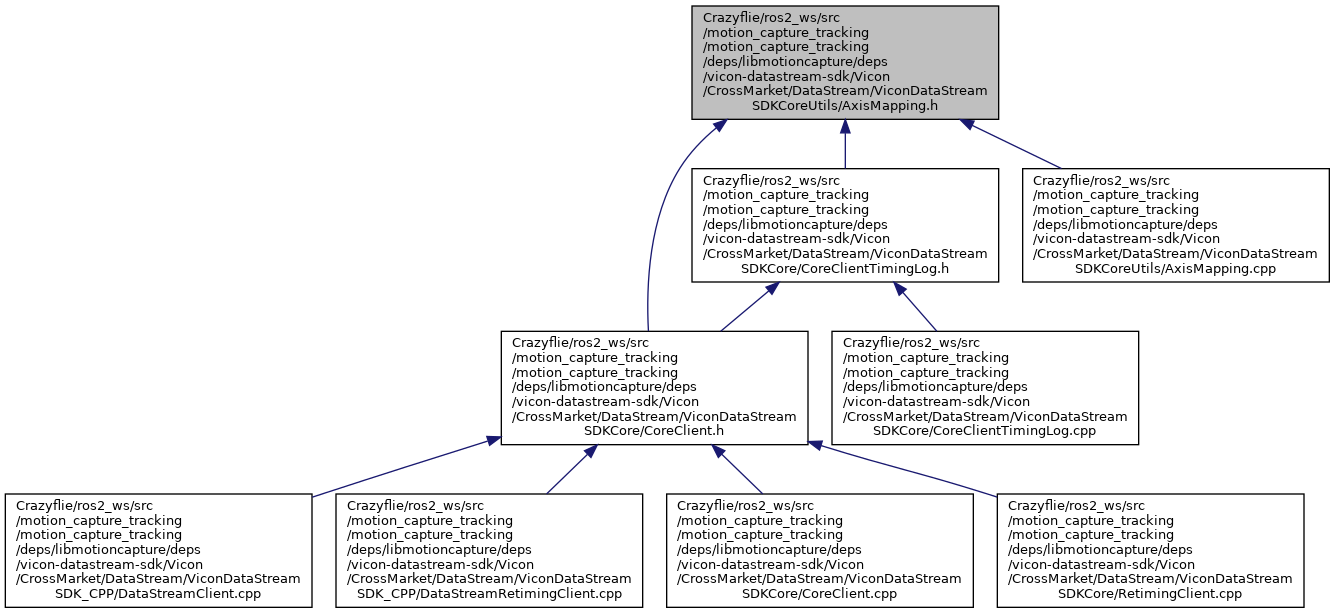 Crazyflie/ros2_ws/src
/motion_capture_tracking
/motion_capture_tracking
/deps/libmotioncapture/deps
/vicon-datastream-sdk/Vicon
/CrossMarket/DataStream/ViconDataStream
SDKCoreUtils/AxisMapping.h
Crazyflie/ros2_ws/src
/motion_capture_tracking
/motion_capture_tracking
/deps/libmotioncapture/deps
/vicon-datastream-sdk/Vicon
/CrossMarket/DataStream/ViconDataStream
SDKCore/CoreClientTimingLog.h
Crazyflie/ros2_ws/src
/motion_capture_tracking
/motion_capture_tracking
/deps/libmotioncapture/deps
/vicon-datastream-sdk/Vicon
/CrossMarket/DataStream/ViconDataStream
SDKCoreUtils/AxisMapping.cpp
Crazyflie/ros2_ws/src
/motion_capture_tracking
/motion_capture_tracking
/deps/libmotioncapture/deps
/vicon-datastream-sdk/Vicon
/CrossMarket/DataStream/ViconDataStream
SDKCore/CoreClient.h
Crazyflie/ros2_ws/src
/motion_capture_tracking
/motion_capture_tracking
/deps/libmotioncapture/deps
/vicon-datastream-sdk/Vicon
/CrossMarket/DataStream/ViconDataStream
SDKCore/CoreClientTimingLog.cpp
Crazyflie/ros2_ws/src
/motion_capture_tracking
/motion_capture_tracking
/deps/libmotioncapture/deps
/vicon-datastream-sdk/Vicon
/CrossMarket/DataStream/ViconDataStream
SDK_CPP/DataStreamClient.cpp
Crazyflie/ros2_ws/src
/motion_capture_tracking
/motion_capture_tracking
/deps/libmotioncapture/deps
/vicon-datastream-sdk/Vicon
/CrossMarket/DataStream/ViconDataStream
SDK_CPP/DataStreamRetimingClient.cpp
Crazyflie/ros2_ws/src
/motion_capture_tracking
/motion_capture_tracking
/deps/libmotioncapture/deps
/vicon-datastream-sdk/Vicon
/CrossMarket/DataStream/ViconDataStream
SDKCore/CoreClient.cpp
Crazyflie/ros2_ws/src
/motion_capture_tracking
/motion_capture_tracking
/deps/libmotioncapture/deps
/vicon-datastream-sdk/Vicon
/CrossMarket/DataStream/ViconDataStream
SDKCore/RetimingClient.cpp